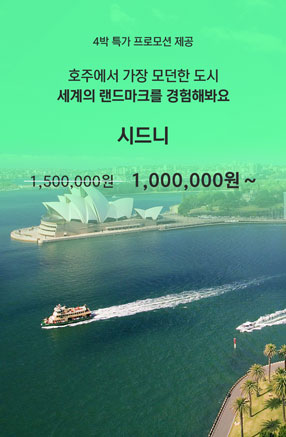 4박 특가 프로모션 제공
호주에서 가장 모던한 도시
세계의 랜드마크를 경험해봐요
시드니
1,500,000원 1,000,000원 ~